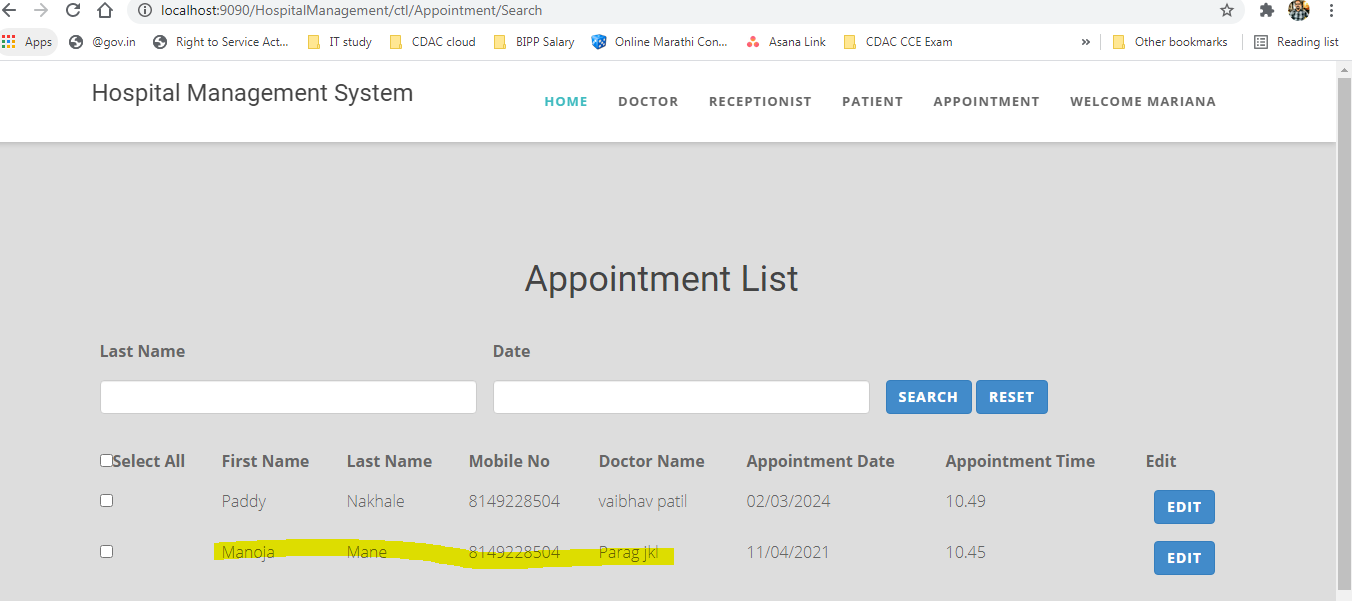 localhost:9090/HospitalManagement/ctl/Appointment/Search
Apps @gov.in Right to Service Act... IT study CDAC cloud BIPP Salary Online Marathi Con... Asana Link CDAC CCE Exam » Other bookmarks Reading list
Hospital Management System HOME DOCTOR RECEPTIONIST PATIENT APPOINTMENT WELCOME MARIANA
Appointment List
Last Name Date
SEARCH RESET
Select All First Name Last Name Mobile No Doctor Name Appointment Date Appointment Time Edit
Paddy Nakhale 8149228504 vaibhav patil 02/03/2024 10.49 EDIT
Manoja Mane 8149228504 Parag jkl 11/04/2021 10.45 EDIT